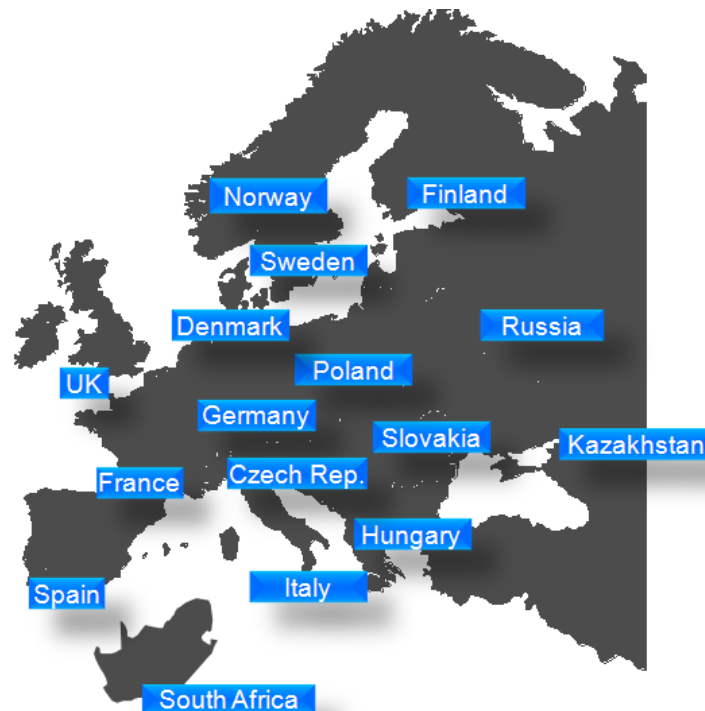 Norway
Finland
Sweden
Denmark
Russia
Poland
UK
Germany
Slovakia
Kazakhstan
France
Czech Rep.
Hungary
Spain
Italy
South Africa